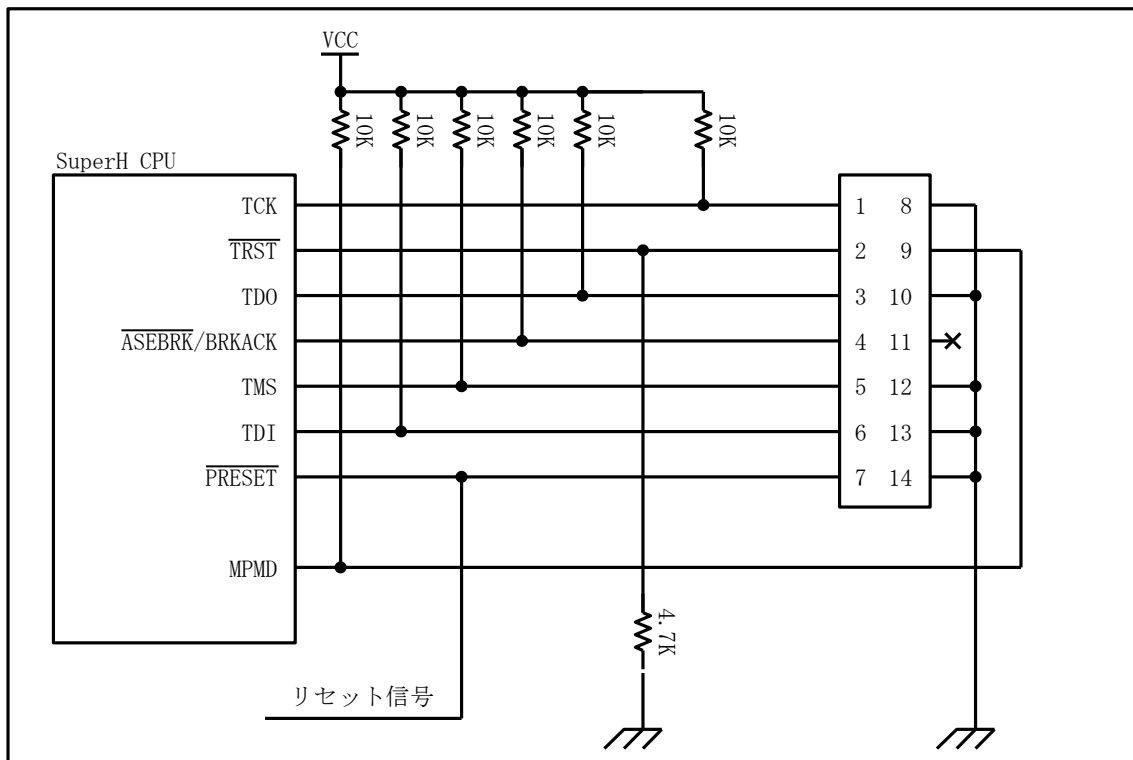 VCC
10K
10K
10K
10K
10K
10K
SuperH CPU
TCK
1 8
TRST
2 9
TDO
3 10
ASEBRK/BRKACK
4 11
TMS
5 12
TDI
6 13
PRESET
7 14
MPMD
4.7K
リセット信号